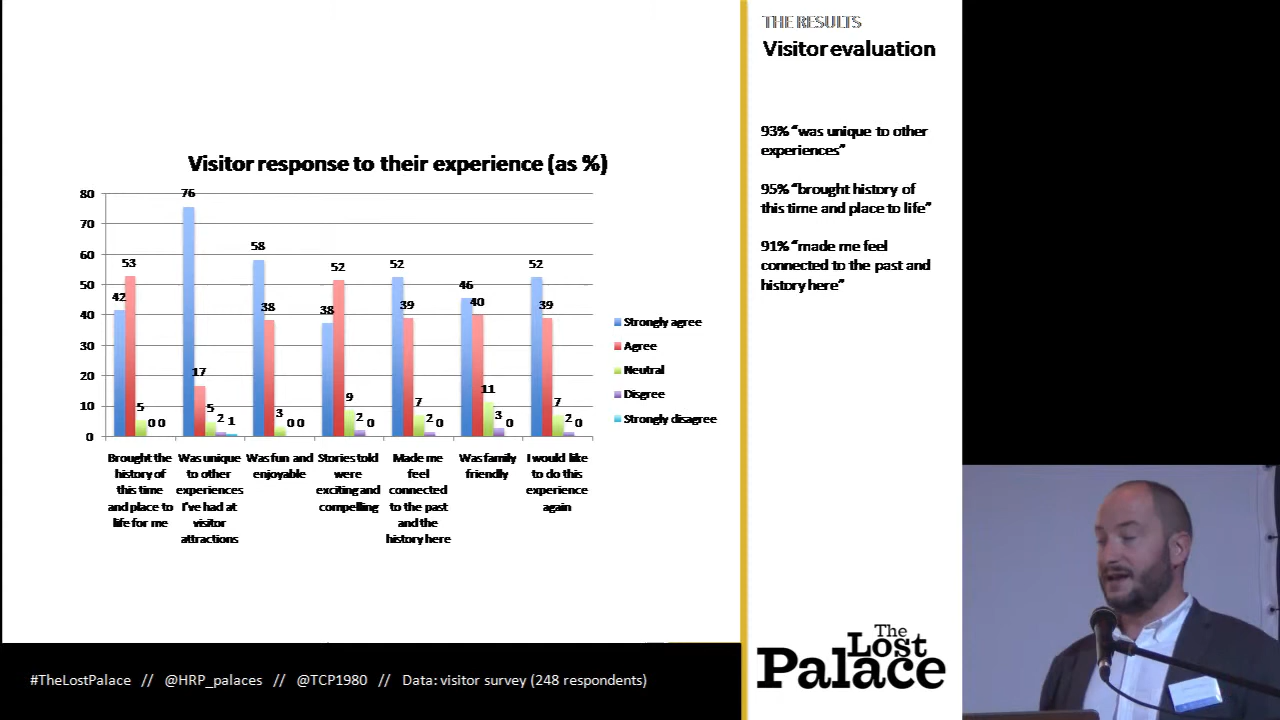 THE RESULTS
Visitor evaluation
93% "was unique to other
experiences"
95% "brought history of
this time and place to life"
91% "made me feel
connected to the past and
history here"
Visitor response to their experience (as %)
80
70
60
50
40
30
20
10
0
42 53 5 0 0
76 17 5 2 1
58 38 3 0 0
38 52 9 2 0
52 39 7 2 0
46 40 11 3 0
52 39 7 2 0
Brought the
history of
this time
and place to
life for me
Was unique
to other
experiences
I've had at
visitor
attractions
Was fun and
enjoyable
Stories told
were
exciting and
compelling
Made me
feel
connected
to the past
and the
history here
Was family
friendly
I would like
to do this
experience
again
Strongly agree
Agree
Neutral
Disgree
Strongly disagree
The
Lost
Palace
#TheLostPalace // @HRP_palaces // @TCP1980 // Data: visitor survey (248 respondents)